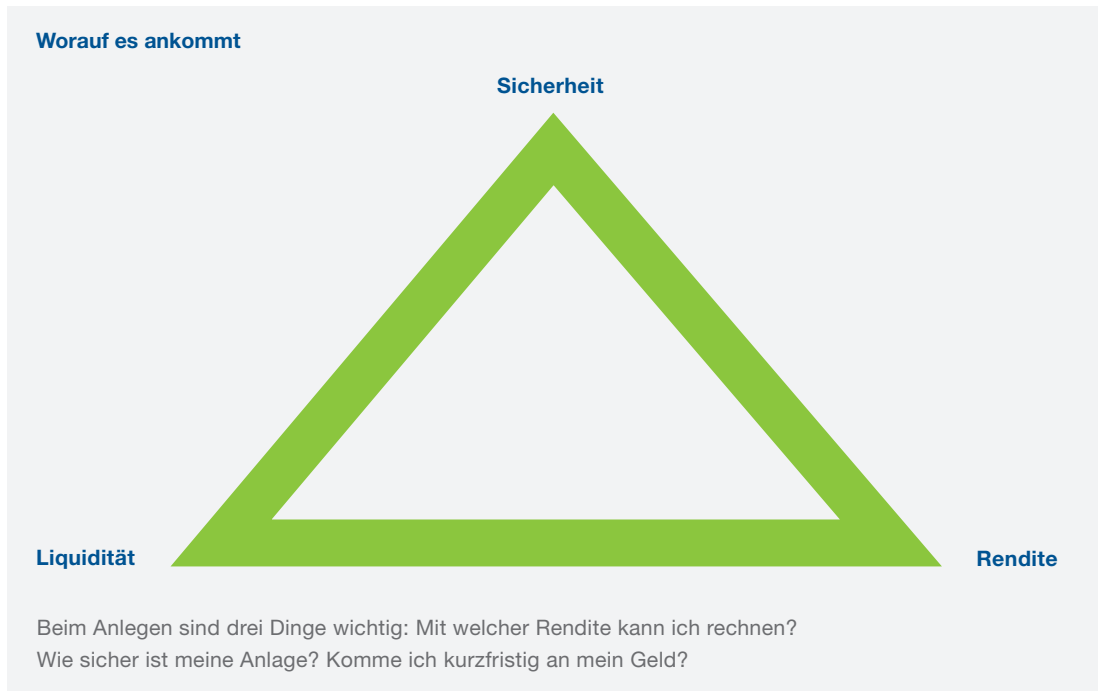 Worauf es ankommt
Sicherheit
Liquidität
Rendite
Beim Anlegen sind drei Dinge wichtig: Mit welcher Rendite kann ich rechnen?
Wie sicher ist meine Anlage? Komme ich kurzfristig an mein Geld?